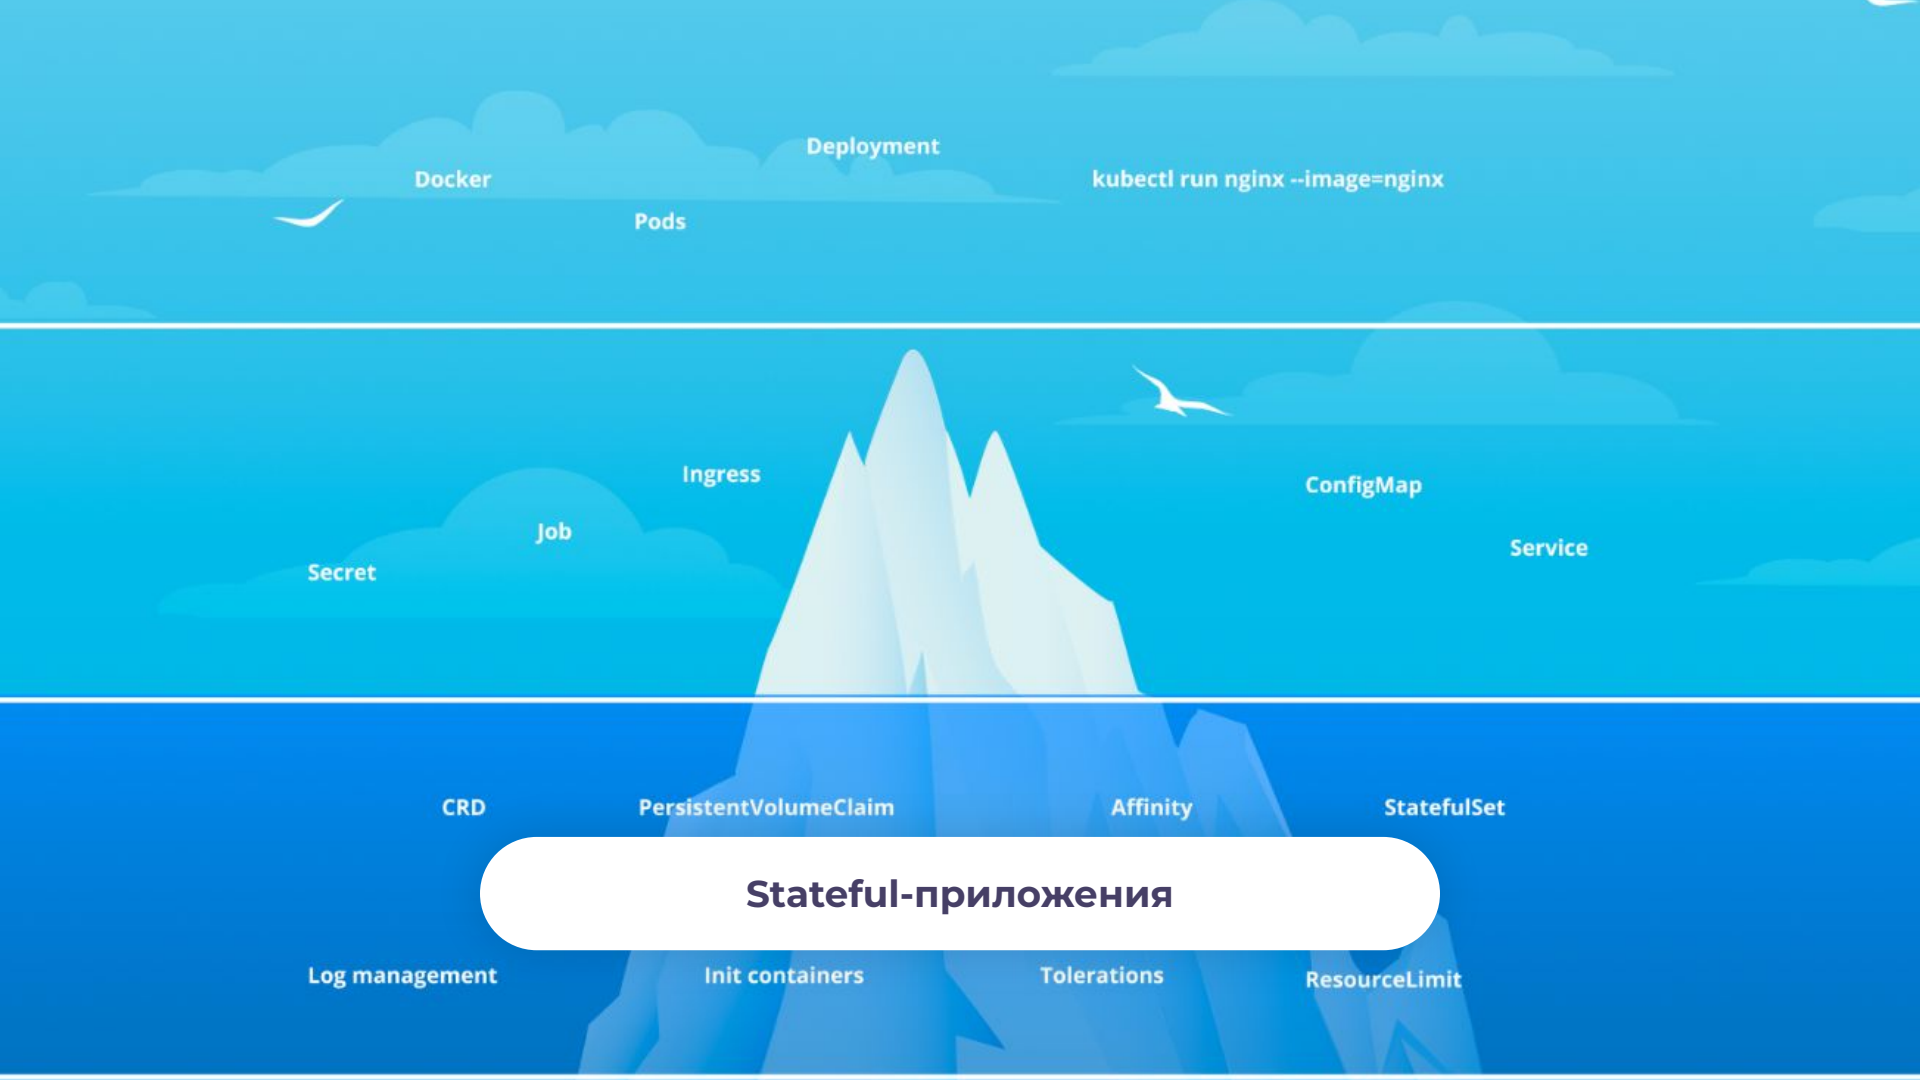 Deployment
Docker
kubectl run nginx --image=nginx
Pods
Ingress
ConfigMap
Job
Service
Secret
CRD
PersistentVolumeClaim
Affinity
StatefulSet
Stateful-приложения
Log management
Init containers
Tolerations
ResourceLimit